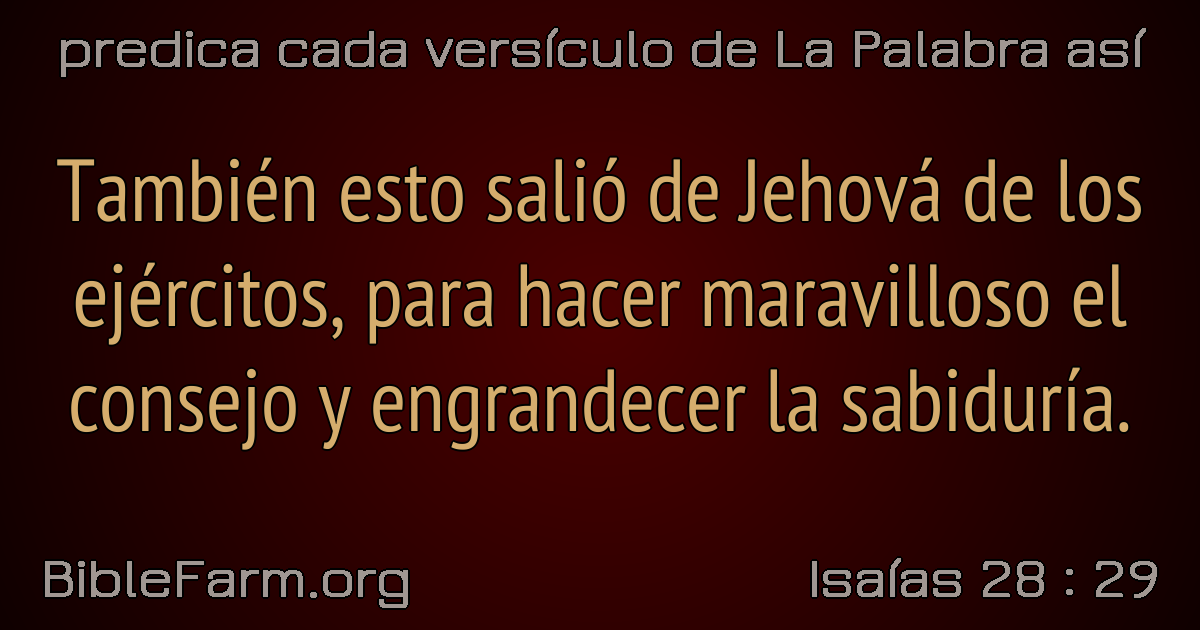 predica cada versículo de La Palabra así
También esto salió de Jehová de los
ejércitos, para hacer maravilloso el
consejo y engrandecer la sabiduría.
BibleFarm.org
Isaías 28 : 29